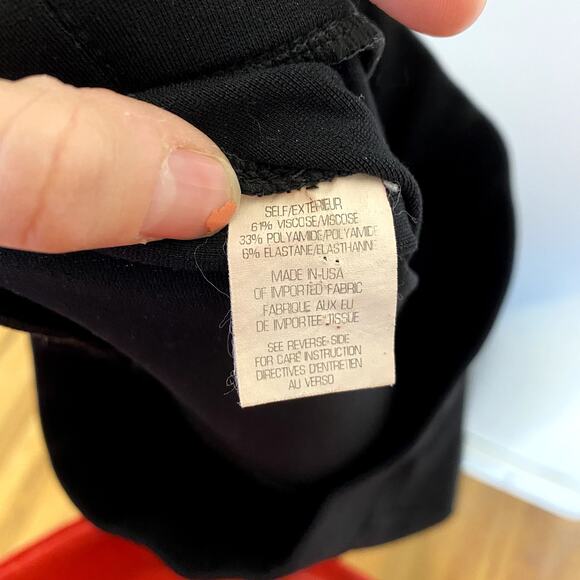 SELF/EXTERIEUR
61% VISCOSE/VISCOSE
33% POLYAMIDE/POLYAMIDE
6% ELASTANE/ELASTHANN
MADE IN USA
OF IMPORTED FABRIC
FABRIQUE AUX EU
DE IMPORTEE TISSUE
SEE REVERSE SIDE
FOR CARE INSTRUCTION
DIRECTIVES D'ENTRETIEN
AU VERSO